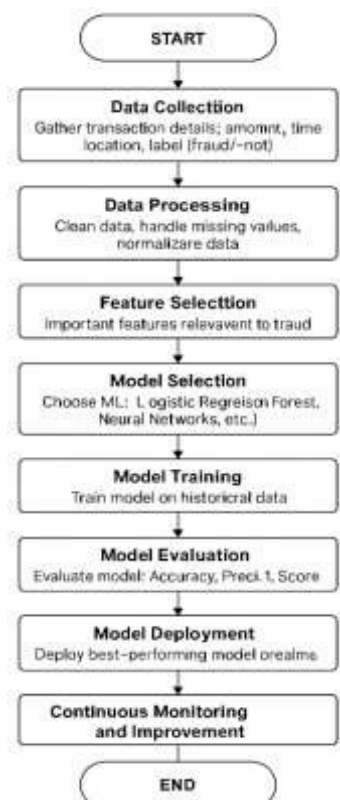 START
Data Collecttion
Gather transaction details; amomnt, time
location, label (fraud/–not)
Data Processing
Clean data, handle missing values,
normalizare data
Feature Selecttion
Important features relevavent to traud
Model Selection
Choose ML: Logistic Regreison Forest,
Neural Networks, etc.)
Model Training
Train model on historicral data
Model Evaluation
Evaluate model: Accuracy, Preci. 1, Score
Model Deployment
Deploy best–performing model orealms
Continuous Monitoring
and Improvement
END